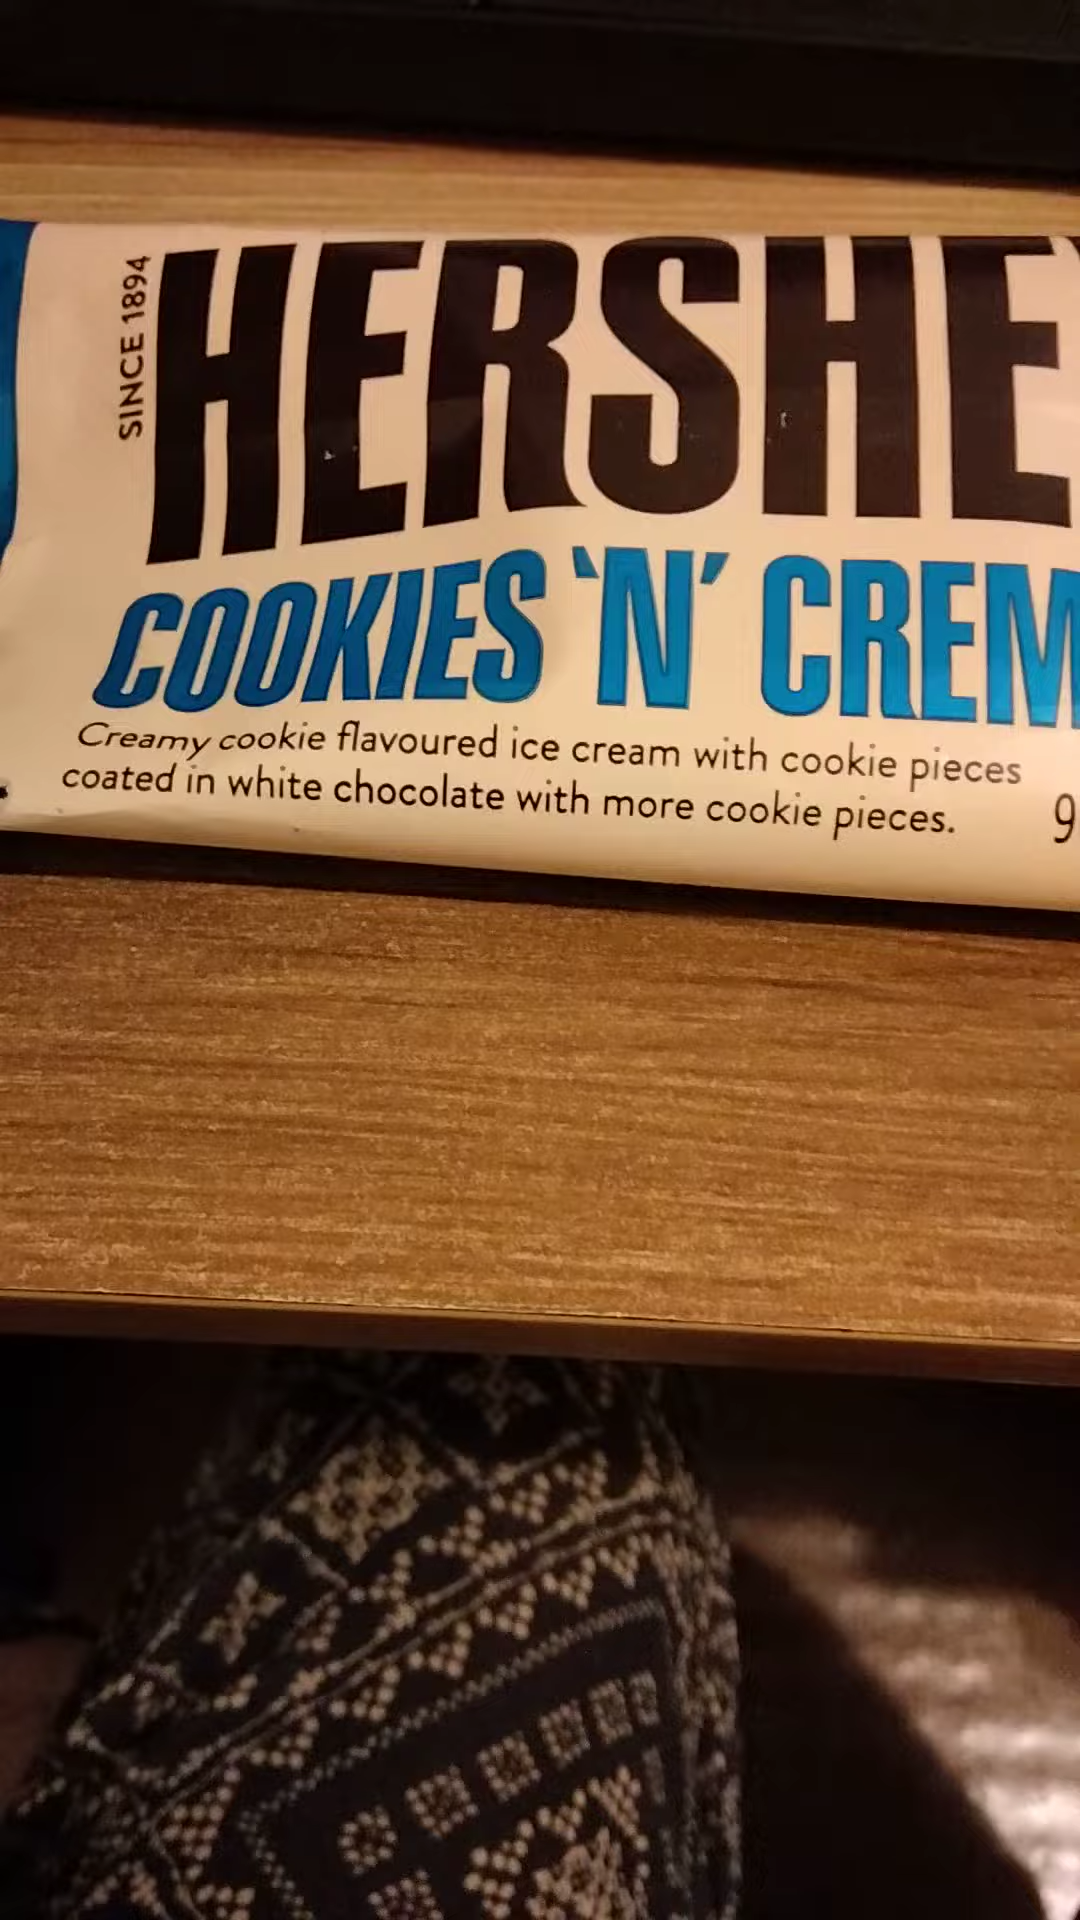 SINCE 1894
HERSHE
COOKIES 'N' CREM
Creamy cookie flavoured ice cream with cookie pieces
coated in white chocolate with more cookie pieces.
9